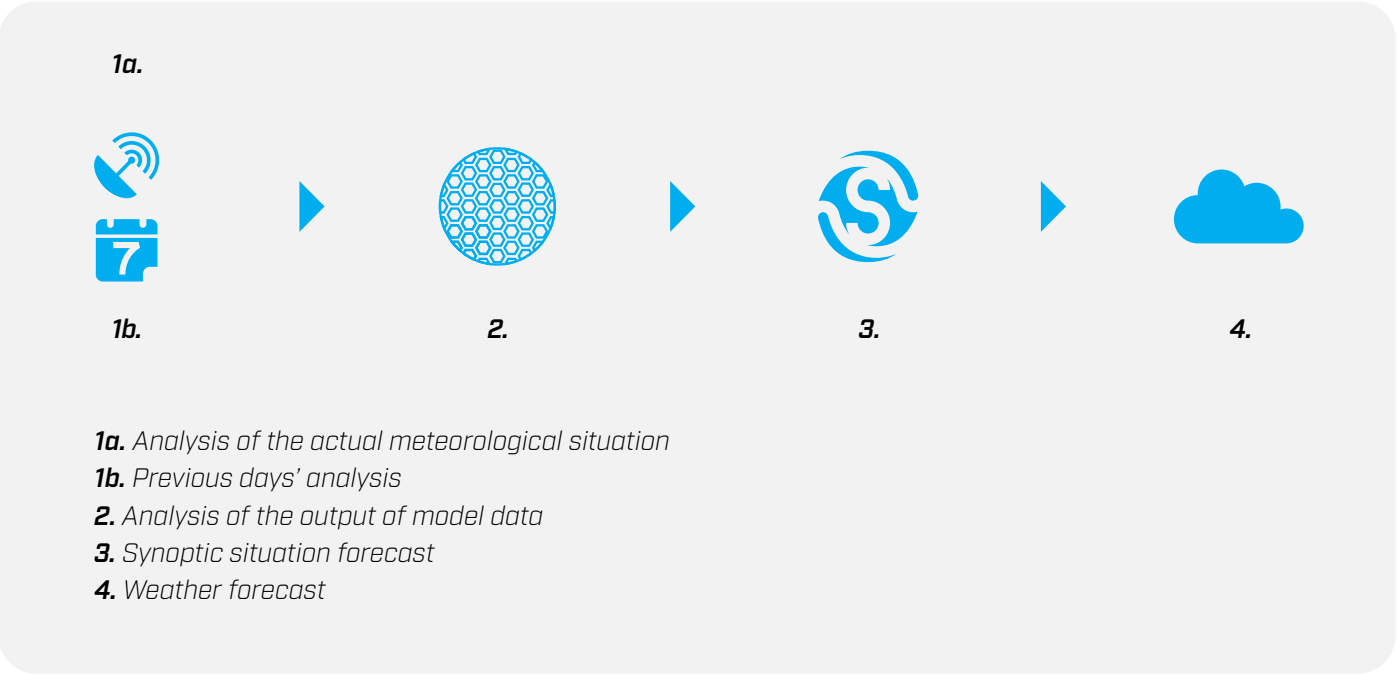 1a.
7
S
1b.
2.
3.
4.
1a. Analysis of the actual meteorological situation
1b. Previous days’ analysis
2. Analysis of the output of model data
3. Synoptic situation forecast
4. Weather forecast